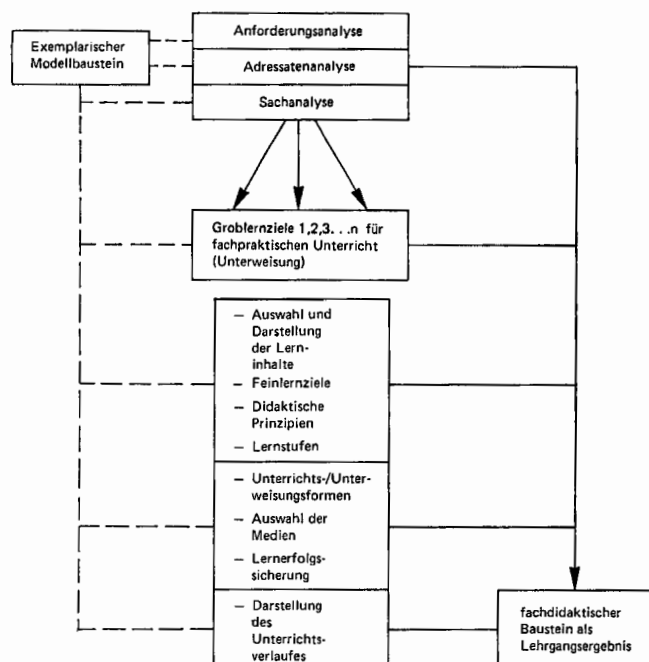 Anforderungsanalyse
Exemplarischer
Modellbaustein
Adressatenanalyse
Sachanalyse
Groblernziele 1,2,3. . .n für
fachpraktischen Unterricht
(Unterweisung)
— Auswahl und
Darstellung
der Lern-
inhalte
— Feinlernziele
— Didaktische
Prinzipien
— Lernstufen
— Unterrichts-/Unter-
weisungsformen
— Auswahl der
Medien
— Lernerfolgs-
sicherung
— Darstellung
des
Unterrichts-
verlaufes
fachdidaktischer
Baustein als
Lehrgangsergebnis